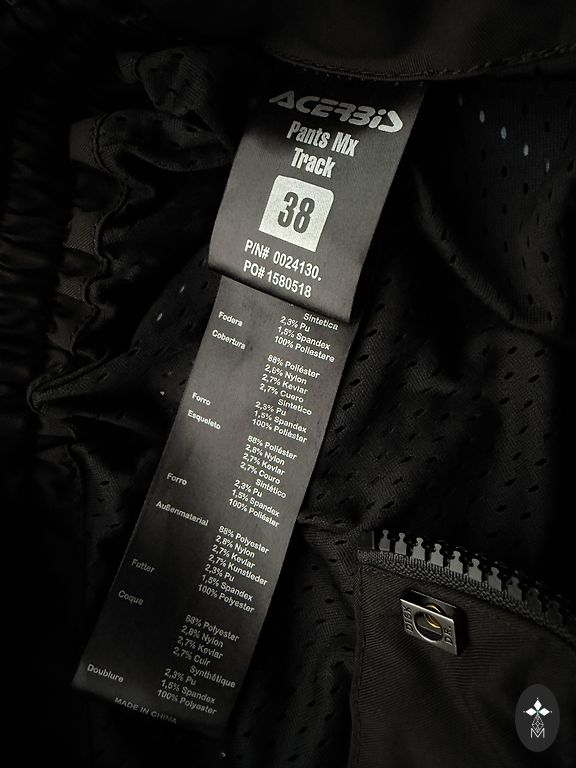 ACERBIS
Pants Mx
Track
38
P/N# 0024130.
PO# 1580518
Sintetica
Fodera 2,3% Pu
1,5% Spandex
100% Poliestere
Cobertura
88% Poliéster
2,8% Nylon
2,7% Kevlar
2,7% Cuero
Sintetico
Forro 2,3% Pu
1,5% Spandex
100% Poliéster
Esqueleto
88% Poliéster
2,8% Nylon
2,7% Kevlar
2,7% Couro
Sintético
Forro 2,3% Pu
1,5% Spandex
100% Poliéster
Außenmaterial
88% Polyester
2,8% Nylon
2,7% Kevlar
2,7% Kunstleder
2,3% Pu
Futter 1,5% Spandex
100% Polyester
Coque
88% Polyester
2,8% Nylon
2,7% Kevlar
2,7% Cuir
Synthétique
Doublure 2,3% Pu
1,5% Spandex
100% Polyester
MADE IN CHINA